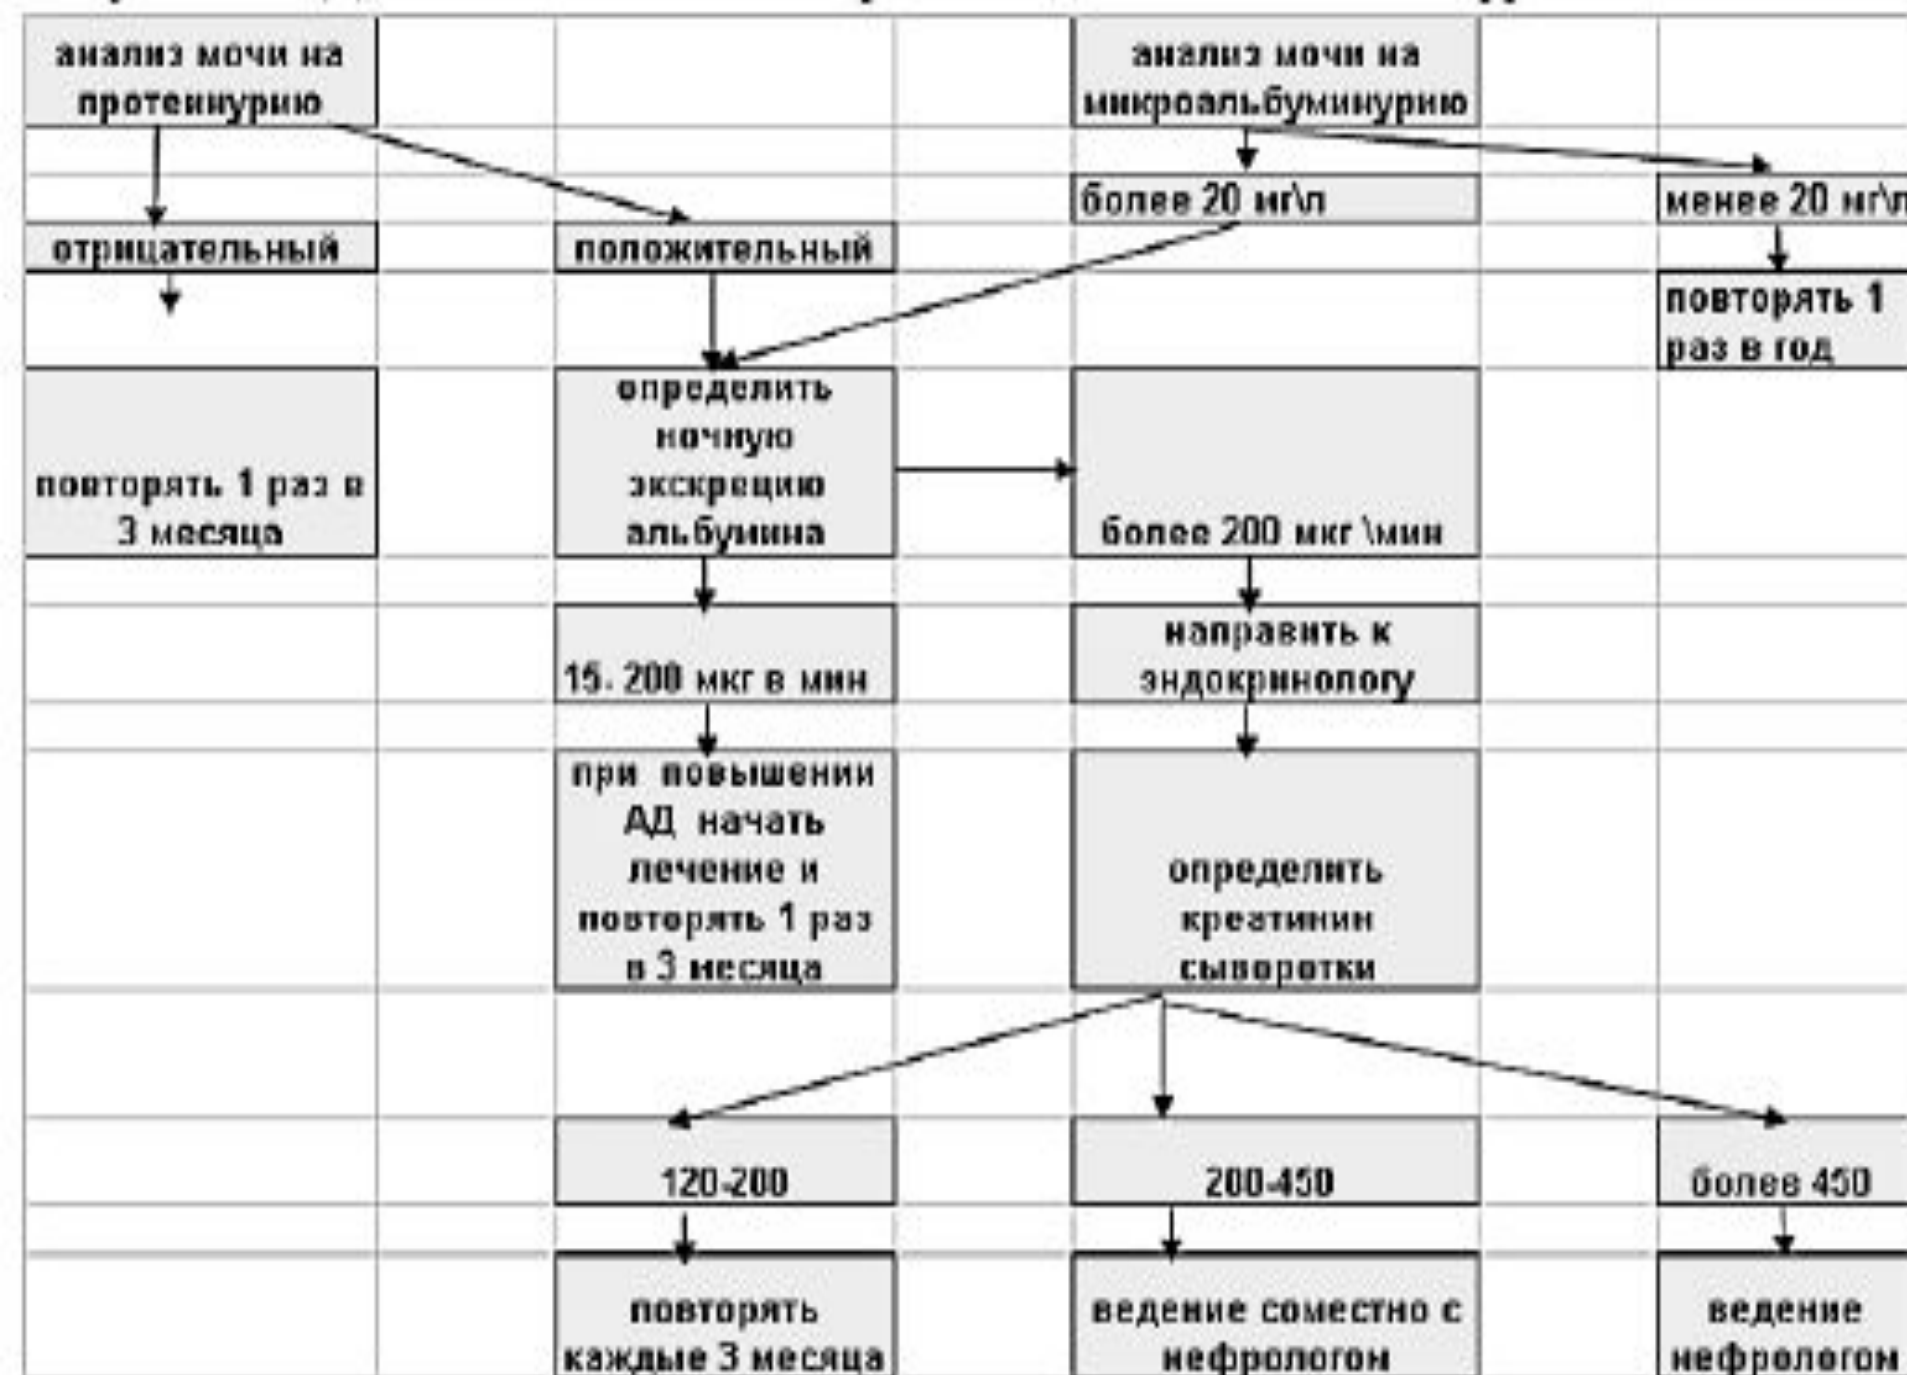 анализ мочи на
протеинурию
анализ мочи на
микроальбуминурию
более 20 мг\л
менее 20 мг\л
отрицательный
положительный
повторять 1
раз в год
повторять 1 раз в
3 месяца
определить
ночную
экскрецию
альбумина
более 200 мкг \мин
15- 200 мкг в мин
направить к
эндокринологу
при повышении
АД начать
лечение и
повторять 1 раз
в 3 месяца
определить
креатинин
сыворотки
120-200
200-450
более 450
повторять
каждые 3 месяца
ведение соместно с
нефрологом
ведение
нефрологом